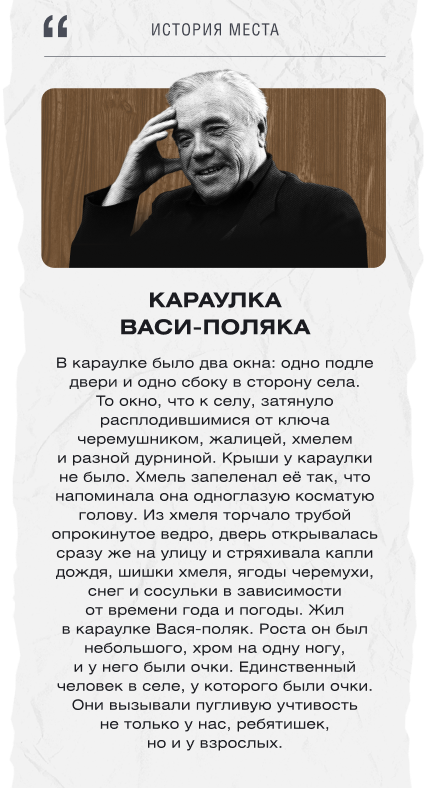 “
ИСТОРИЯ МЕСТА
КАРАУЛКА
ВАСИ-ПОЛЯКА
В караулке было два окна: одно подле
двери и одно сбоку в сторону села.
То окно, что к селу, затянуло
расплодившимися от ключа
черемушником, жалицей, хмелем
и разной дурниной. Крыши у караулки
не было. Хмель запеленал её так, что
напоминала она одноглазую косматую
голову. Из хмеля торчало трубой
опрокинутое ведро, дверь открывалась
сразу же на улицу и стряхивала капли
дождя, шишки хмеля, ягоды черемухи,
снег и сосульки в зависимости
от времени года и погоды. Жил
в караулке Вася-поляк. Роста он был
небольшого, хром на одну ногу,
и у него были очки. Единственный
человек в селе, у которого были очки.
Они вызывали пугливую учтивость
не только у нас, ребятишек,
но и у взрослых.